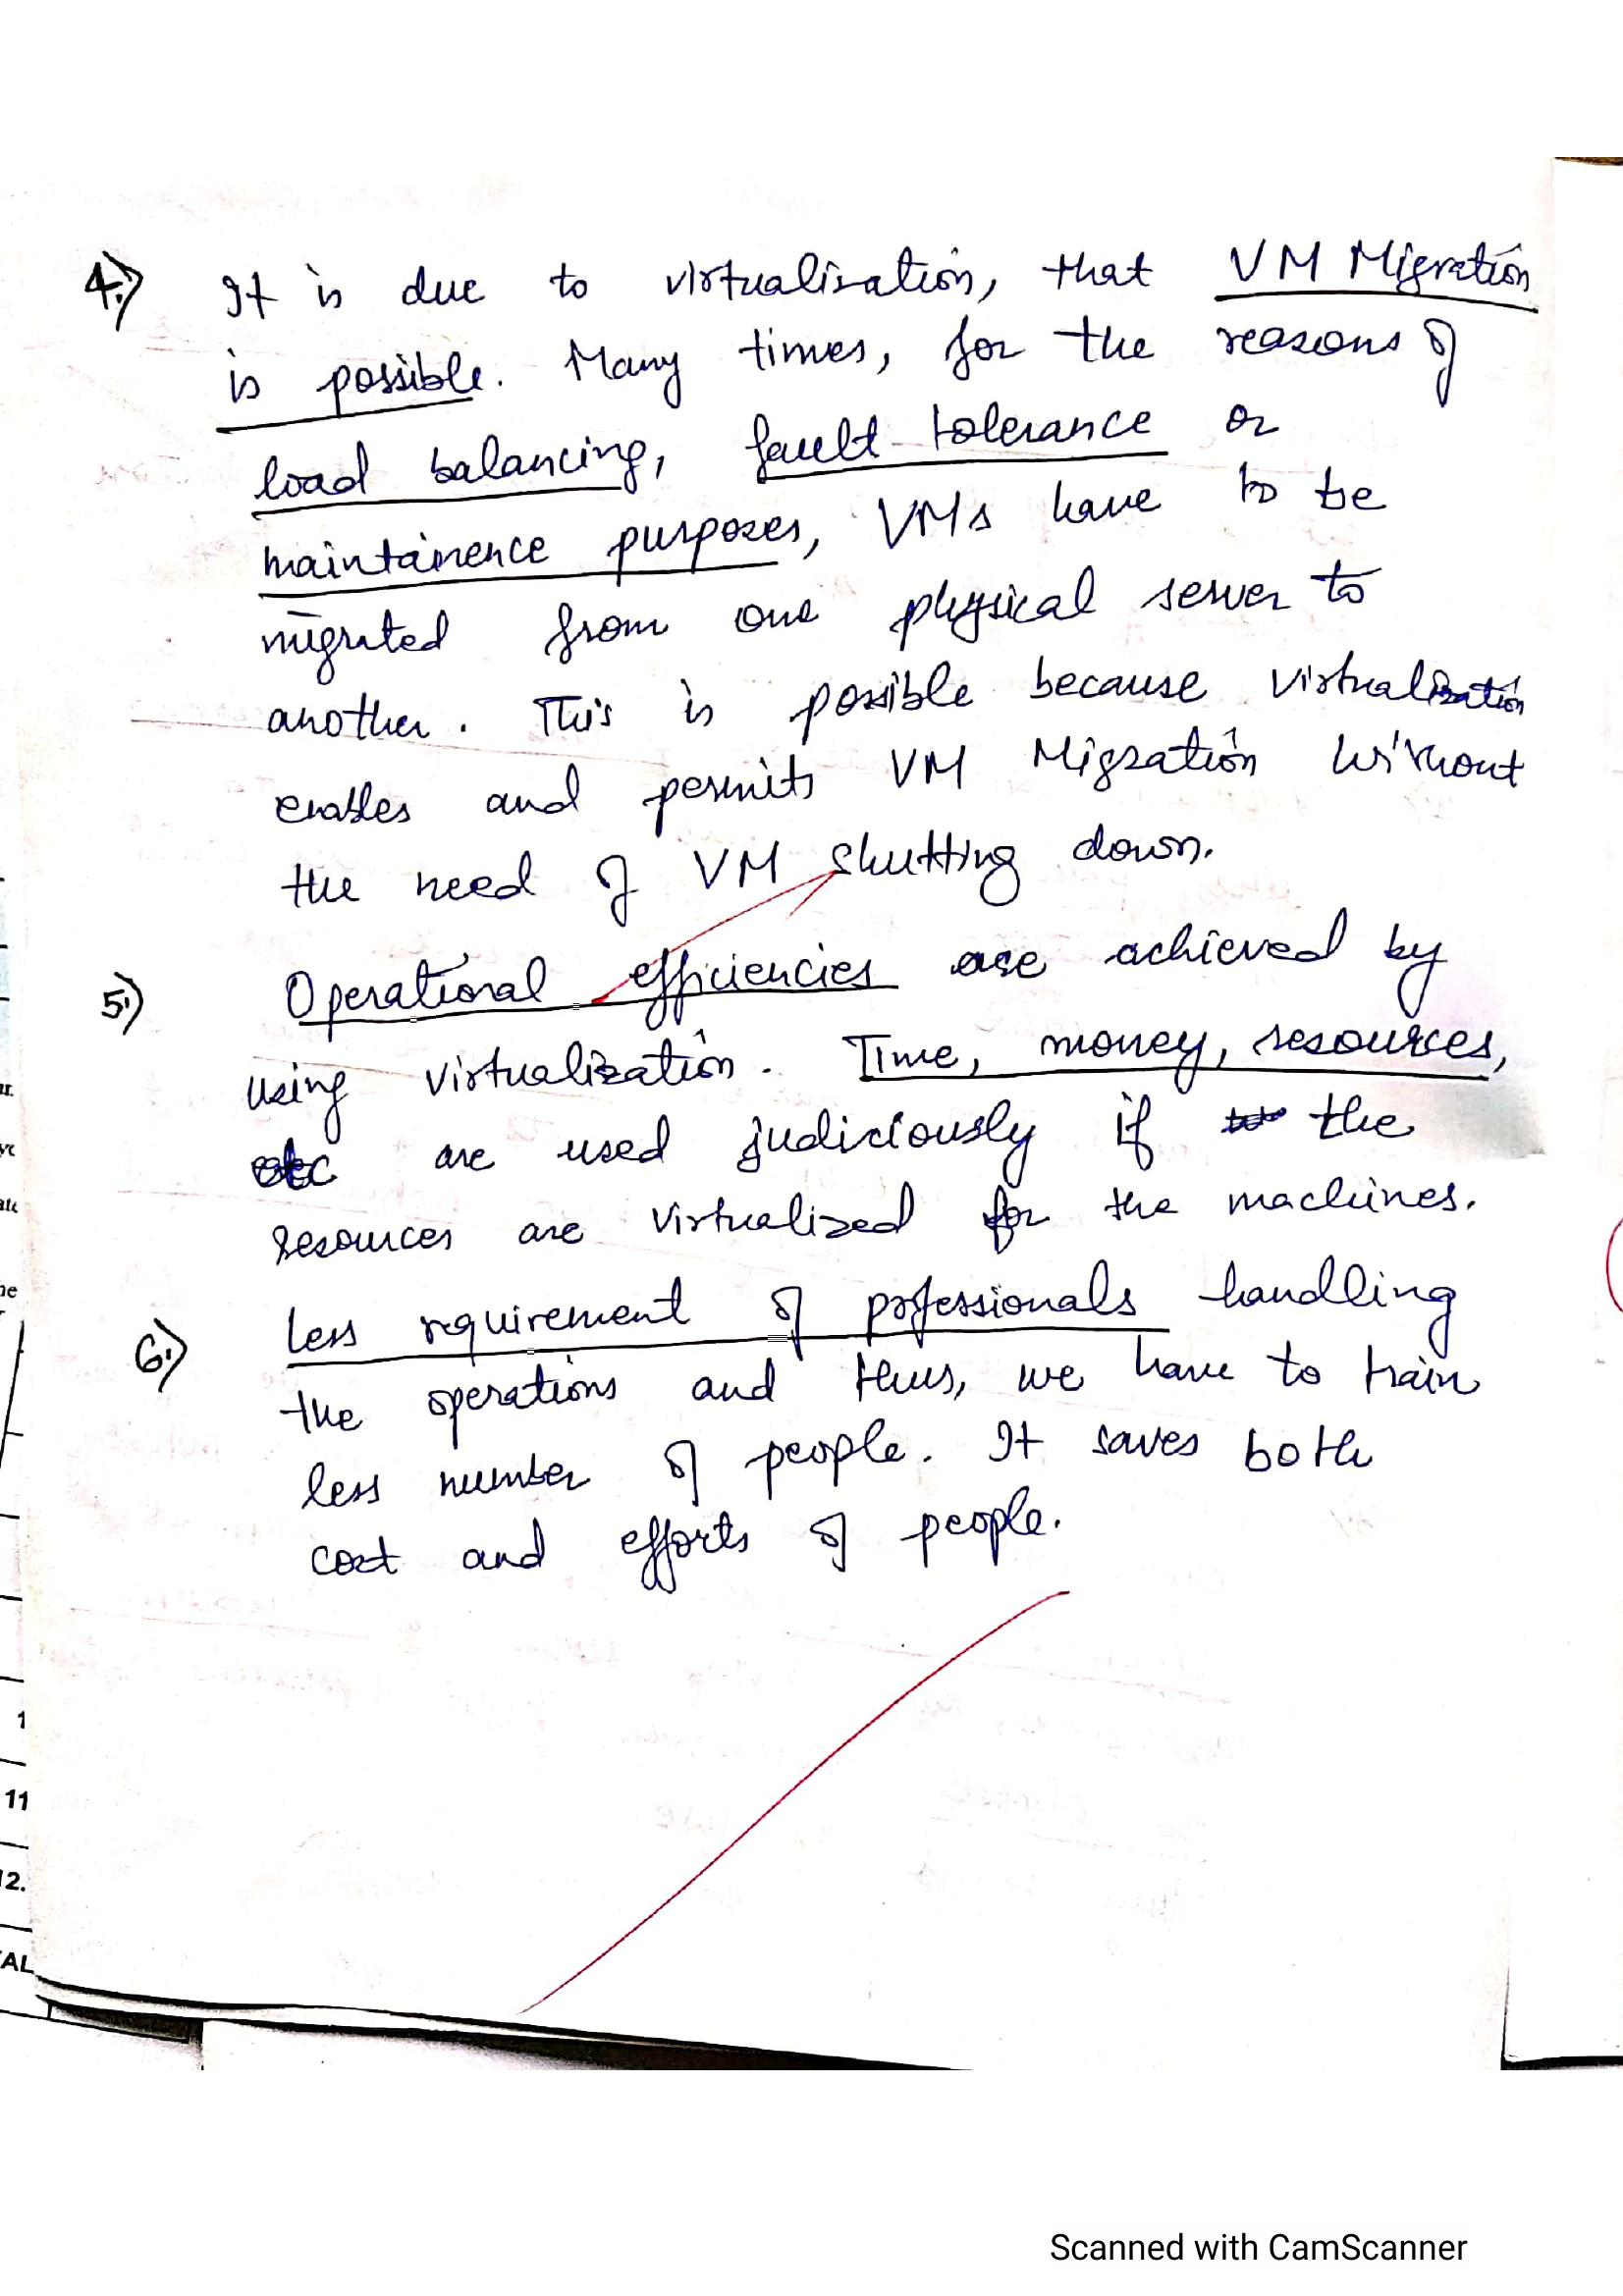 4.) It is due to virtualization, that VM Migration
is possible. Many times, for the reasons of
load balancing, fault tolerance or
maintainence purposes, VMs have to be
migrated from one physical server to
another. This is possible because virtualization
enables and permits VM Migration without
the need of VM shutting down.
5.) Operational efficiencies are achieved by
using virtualization. Time, money, resources,
etc are used judiciously if the
resources are virtualized for the machines.
6.) less requirement of professionals handling
the operations and thus, we have to train
less number of people. It saves both
cost and efforts of people.
1
11
12.
Scanned with CamScanner